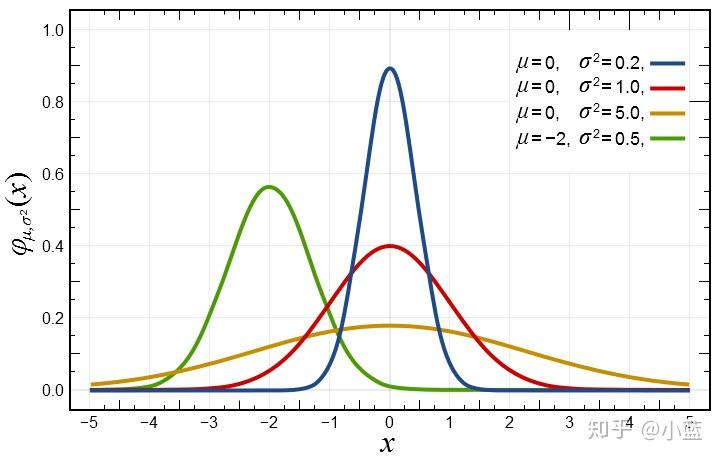 1.0
0.8
0.6
0.4
0.2
0.0
φμ,σ²(x)
μ=0, σ²=0.2,
μ=0, σ²=1.0,
μ=0, σ²=5.0,
μ=−2, σ²=0.5,
−5 −4 −3 −2 −1 0 1 2 3 4 5
x
知乎 @小蓝